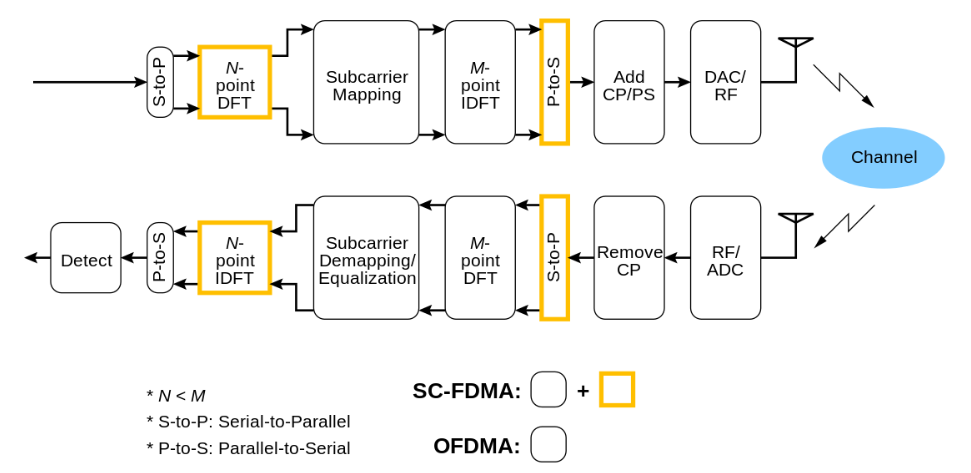 S-to-P
N-
point
DFT
Subcarrier
Mapping
M-
point
IDFT
P-to-S
Add
CP/PS
DAC/
RF
Channel
Detect
P-to-S
N-
point
IDFT
Subcarrier
Demapping/
Equalization
M-
point
DFT
S-to-P
Remove
CP
RF/
ADC
* N < M
* S-to-P: Serial-to-Parallel
* P-to-S: Parallel-to-Serial
SC-FDMA: +
OFDMA: